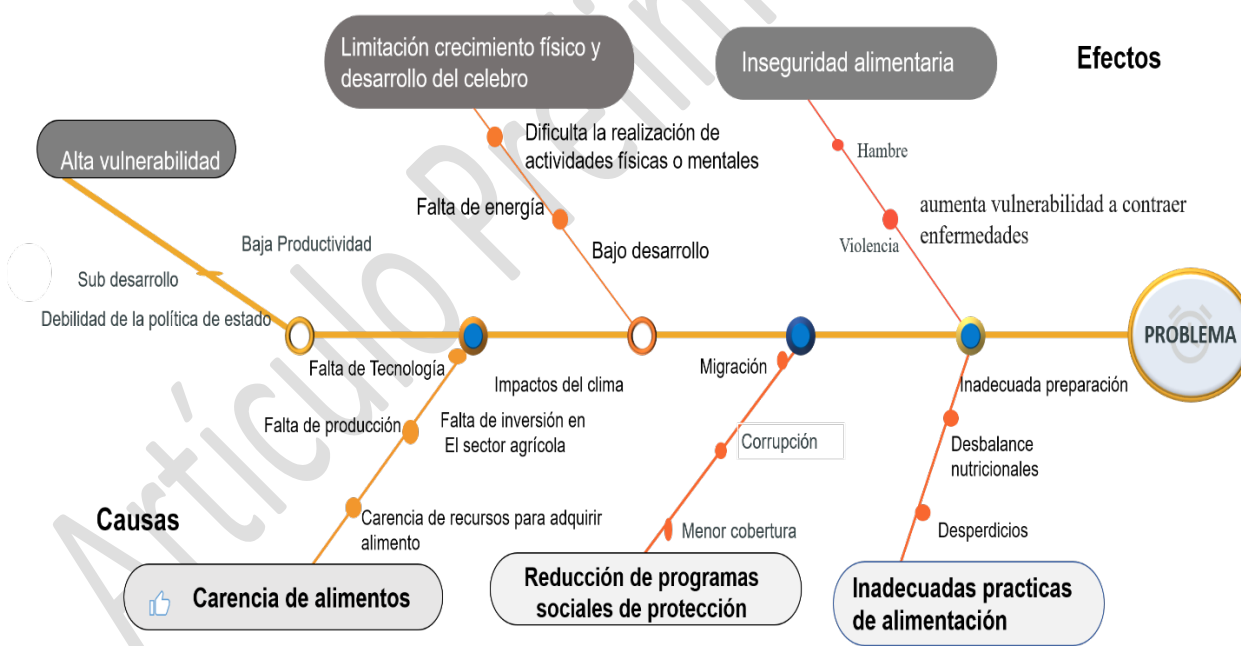 Limitación crecimiento físico y
desarrollo del celebro
Inseguridad alimentaria
Efectos
Alta vulnerabilidad
Dificulta la realización de
actividades físicas o mentales
Hambre
Falta de energía
aumenta vulnerabilidad a contraer
enfermedades
Violencia
Baja Productividad
Bajo desarrollo
Sub desarrollo
Debilidad de la política de estado
PROBLEMA
Falta de Tecnología
Impactos del clima
Migración
Inadecuada preparación
Falta de producción
Falta de inversión en
El sector agrícola
Corrupción
Desbalance
nutricionales
Causas
Carencia de recursos para adquirir
alimento
Menor cobertura
Desperdicios
Carencia de alimentos
Reducción de programas
sociales de protección
Inadecuadas practicas
de alimentación
Artículo Prelim